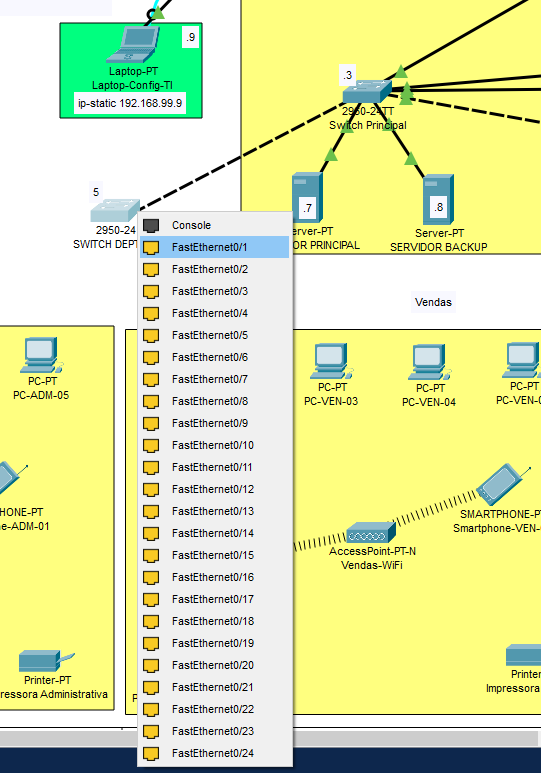 .9
Laptop-PT
Laptop-Config-TI
ip-static 192.168.99.9
.3
2950-24TT
Switch Principal
5
2950-24
SWITCH DEPT
.7
erver-PT
OR PRINCIPAL
.8
Server-PT
SERVIDOR BACKUP
Console
FastEthernet0/1
FastEthernet0/2
FastEthernet0/3
FastEthernet0/4
FastEthernet0/5
FastEthernet0/6
FastEthernet0/7
FastEthernet0/8
FastEthernet0/9
FastEthernet0/10
FastEthernet0/11
FastEthernet0/12
FastEthernet0/13
FastEthernet0/14
FastEthernet0/15
FastEthernet0/16
FastEthernet0/17
FastEthernet0/18
FastEthernet0/19
FastEthernet0/20
FastEthernet0/21
FastEthernet0/22
FastEthernet0/23
FastEthernet0/24
Vendas
PC-PT
PC-ADM-05
PC-PT
PC-VEN-03
PC-PT
PC-VEN-04
PC-PT
PC-VEN-0
HONE-PT
ne-ADM-01
SMARTPHONE-PT
Smartphone-VEN-
AccessPoint-PT-N
Vendas-WiFi
Printer-PT
pressora Administrativa
P
Printer
Impressora